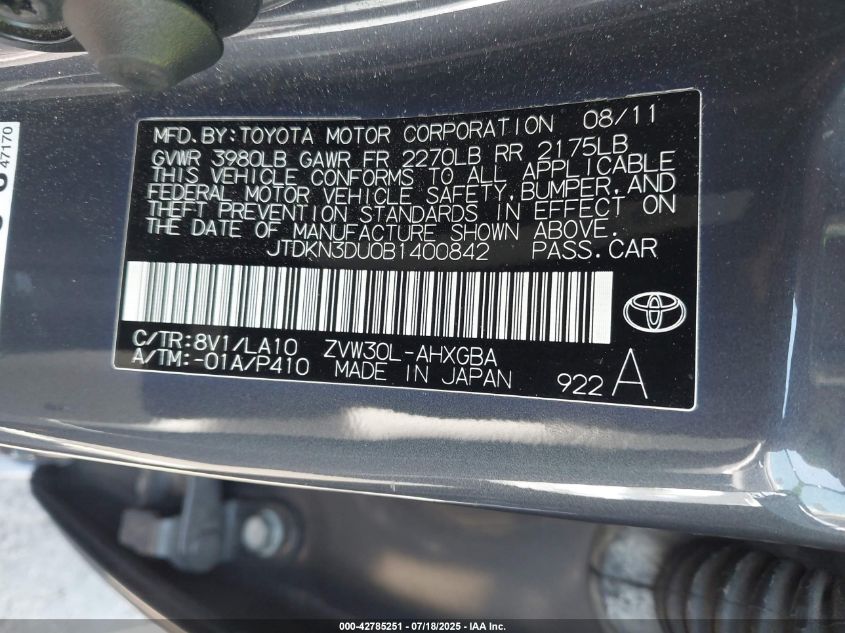 MFD.BY:TOYOTA MOTOR CORPORATION 08/11
GVWR 3980LB GAWR FR 2270LB RR 2175LB
THIS VEHICLE CONFORMS TO ALL APPLICABLE
FEDERAL MOTOR VEHICLE SAFETY,BUMPER,AND
THEFT PREVENTION STANDARDS IN EFFECT ON
THE DATE OF MANUFACTURE SHOWN ABOVE.
JTDKN3DU0B1400842 PASS.CAR
C/TR:8V1/LA10 ZVW30L-AHXGBA
A/TM:-01A/P410 MADE IN JAPAN 922 A
47170
000-42785251 - 07/18/2025 - IAA Inc.